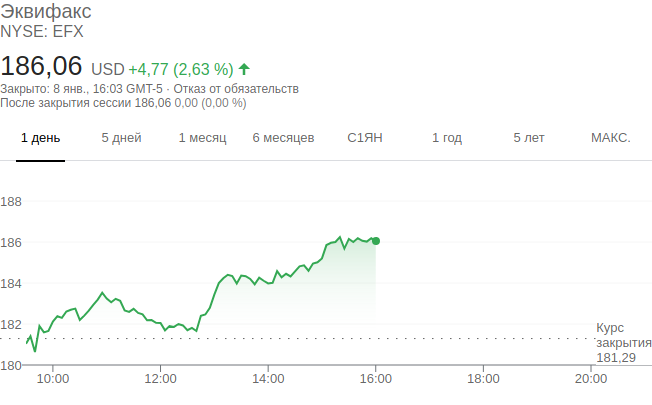 Эквифакс
NYSE: EFX
186,06 USD +4,77 (2,63 %)
Закрыто: 8 янв., 16:03 GMT-5 · Отказ от обязательств
После закрытия сессии 186,06 0,00 (0,00 %)
1 день 5 дней 1 месяц 6 месяцев С1ЯН 1 год 5 лет МАКС.
188
186
184
182
Курс
закрытия
181,29
180
10:00 12:00 14:00 16:00 18:00 20:00